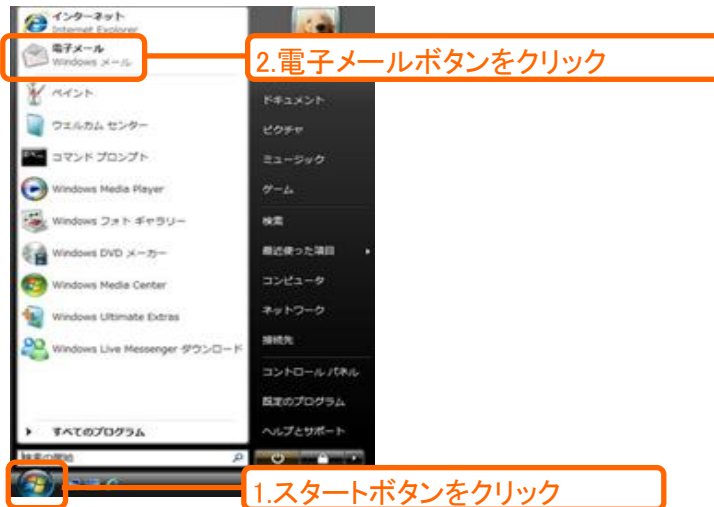 インターネット
Internet Explorer
電子メール
Windows メール
2.電子メールボタンをクリック
ペイント
ウェルカム センター
コマンド プロンプト
Windows Media Player
Windows フォト ギャラリー
Windows DVD メーカー
Windows Media Center
Windows Ultimate Extras
Windows Live Messenger ダウンロード
すべてのプログラム
検索の開始
ドキュメント
ピクチャ
ミュージック
ゲーム
検索
最近使った項目
コンピュータ
ネットワーク
接続先
コントロール パネル
既定のプログラム
ヘルプとサポート
1.スタートボタンをクリック